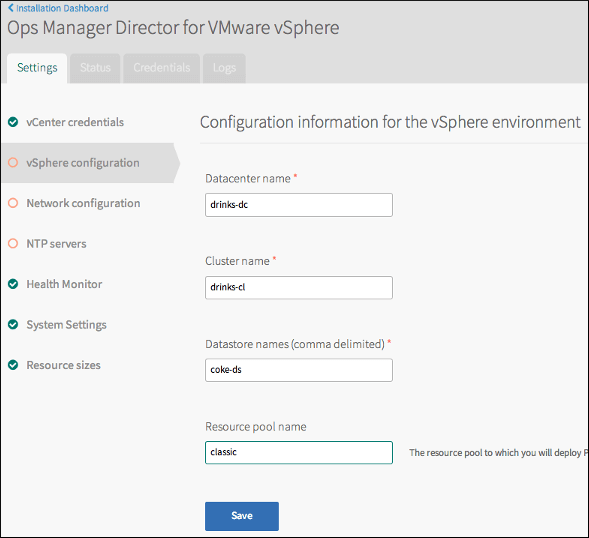 Installation Dashboard
Ops Manager Director for VMware vSphere
Settings Status Credentials Logs
vCenter credentials
vSphere configuration
Network configuration
NTP servers
Health Monitor
System Settings
Resource sizes
Configuration information for the vSphere environment
Datacenter name *
drinks-dc
Cluster name *
drinks-cl
Datastore names (comma delimited) *
coke-ds
Resource pool name
classic
The resource pool to which you will deploy P
Save